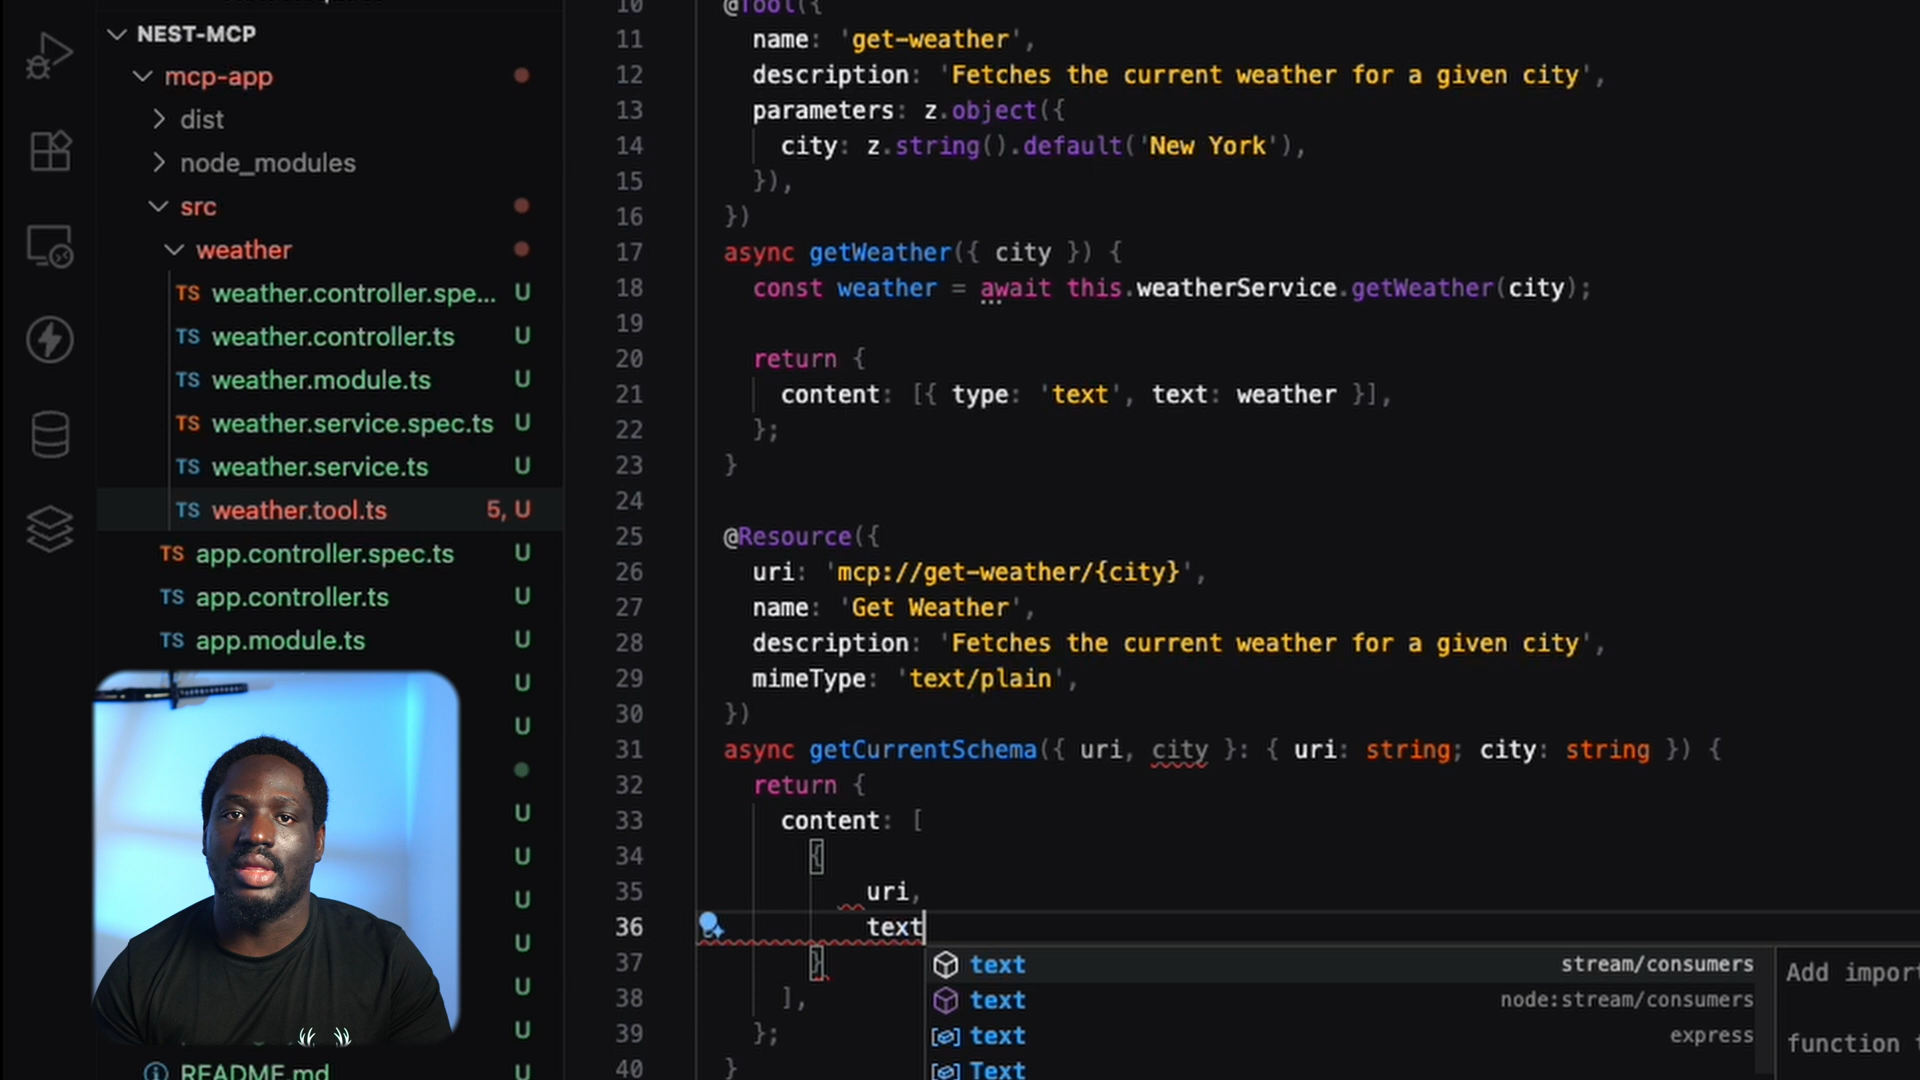 NEST-MCP
mcp-app
dist
node_modules
src
weather
TS weather.controller.spe... U
TS weather.controller.ts U
TS weather.module.ts U
TS weather.service.spec.ts U
TS weather.service.ts U
TS weather.tool.ts 5, U
TS app.controller.spec.ts U
TS app.controller.ts U
TS app.module.ts U
U
U
U
U
U
U
U
U
README.md U
10 @Tool({
11 name: 'get-weather',
12 description: 'Fetches the current weather for a given city',
13 parameters: z.object({
14 city: z.string().default('New York'),
15 }),
16 })
17 async getWeather({ city }) {
18 const weather = await this.weatherService.getWeather(city);
19
20 return {
21 content: [{ type: 'text', text: weather }],
22 };
23 }
24
25 @Resource({
26 uri: 'mcp://get-weather/{city}',
27 name: 'Get Weather',
28 description: 'Fetches the current weather for a given city',
29 mimeType: 'text/plain',
30 })
31 async getCurrentSchema({ uri, city }: { uri: string; city: string }) {
32 return {
33 content: [
34 {
35 uri,
36 text
37 }
38 ],
39 };
40 }
text stream/consumers
text node:stream/consumers
text express
Text
Add import
function